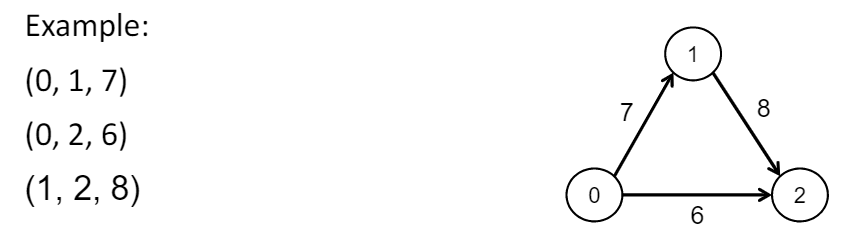 Example:
(0, 1, 7)
(0, 2, 6)
(1, 2, 8)
1
7
8
0
2
6